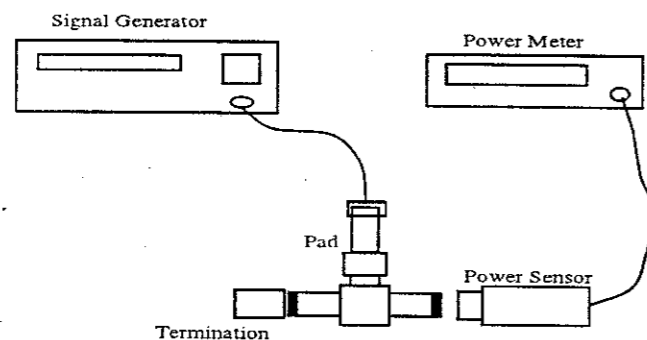 Signal Generator
Power Meter
Pad
Power Sensor
Termination